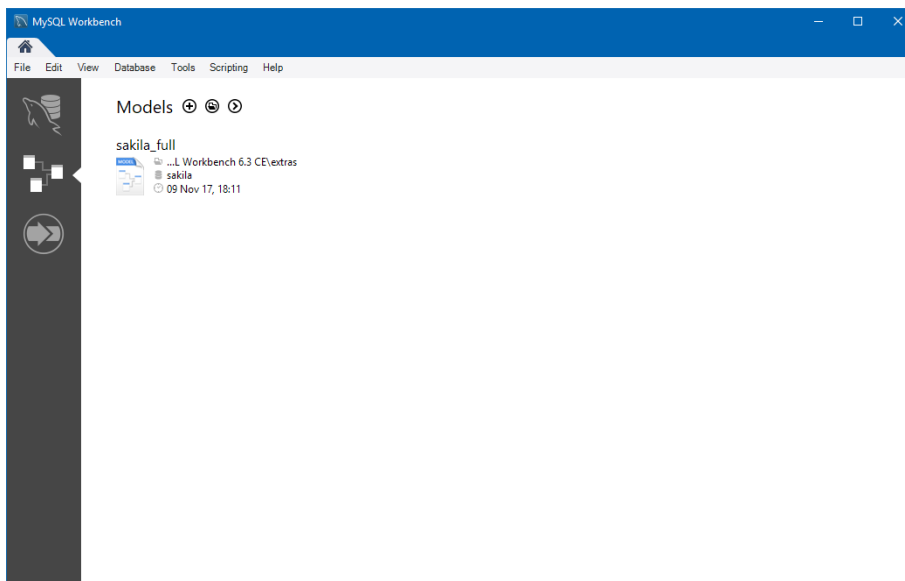 MySQL Workbench
File Edit View Database Tools Scripting Help
Models
sakila_full
MODEL
...L Workbench 6.3 CE\extras
sakila
09 Nov 17, 18:11